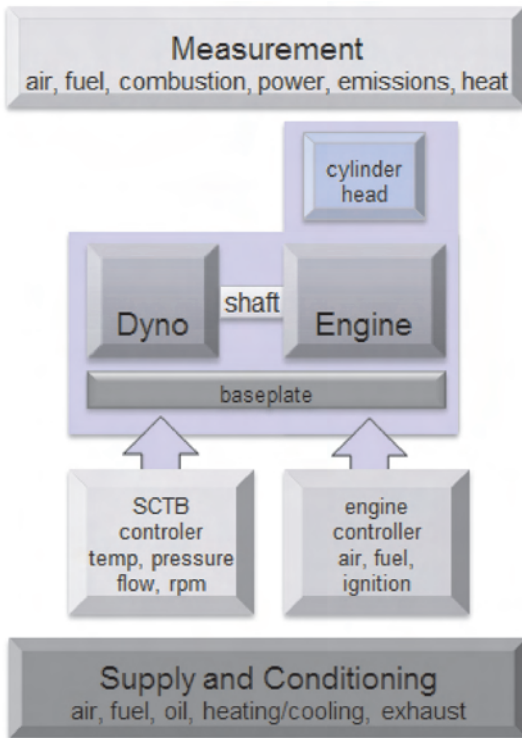 Measurement
air, fuel, combustion, power, emissions, heat
cylinder
head
Dyno
shaft
Engine
baseplate
SCTB
controler
temp, pressure
flow, rpm
engine
controller
air, fuel,
ignition
Supply and Conditioning
air, fuel, oil, heating/cooling, exhaust